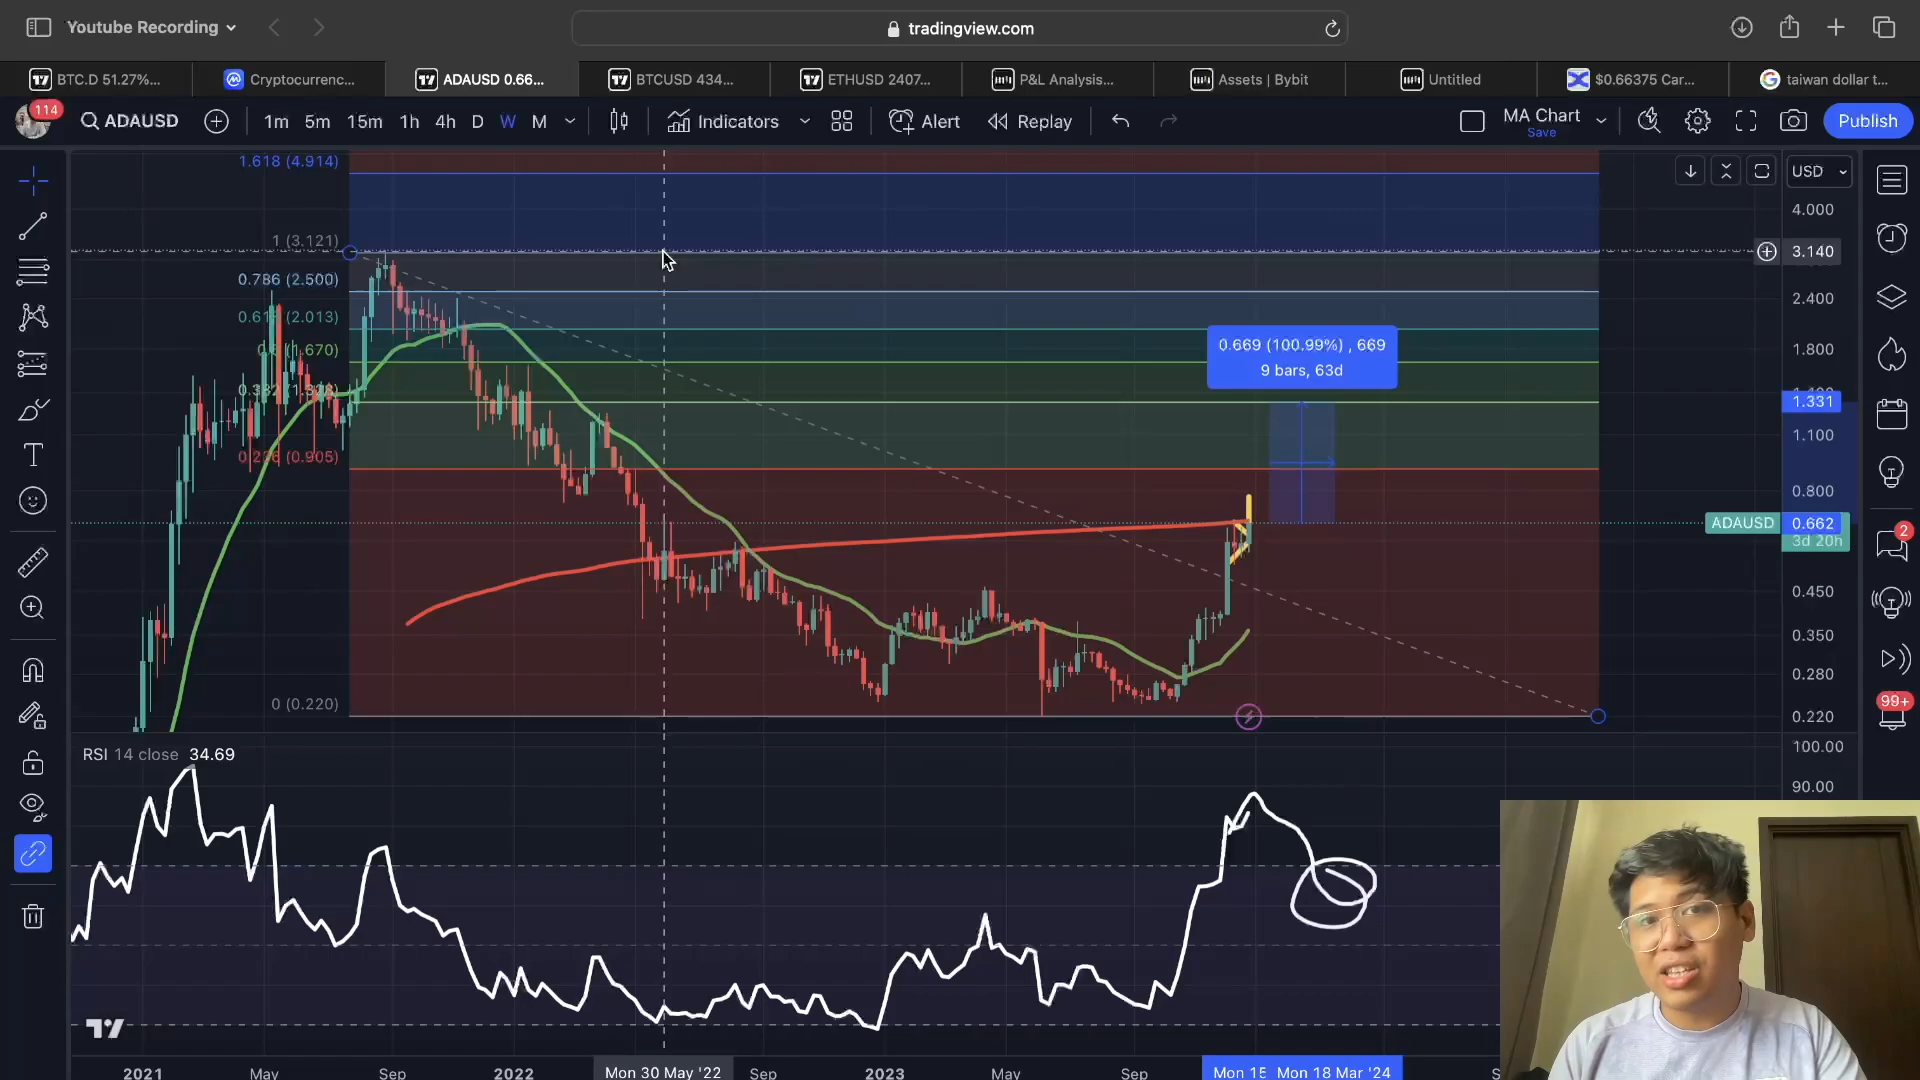 Youtube Recording
tradingview.com
BTC.D 51.27%...
Cryptocurrenc...
ADAUSD 0.66...
BTCUSD 434...
ETHUSD 2407...
P&L Analysis...
Assets | Bybit
Untitled
$0.66375 Car...
taiwan dollar t...
114
ADAUSD
1m 5m 15m 1h 4h D W M
Indicators
Alert
Replay
MA Chart
Save
Publish
1.618 (4.914)
USD
4.000
1 (3.121)
3.140
0.786 (2.500)
2.400
(2.013)
0.669 (100.99%) , 669
9 bars, 63d
(1.670)
1.800
1.331
1.100
(0.905)
0.800
ADAUSD
0.662
3d 20h
2
0.450
0.350
0.280
99+
0 (0.220)
0.220
RSI 14 close 34.69
100.00
90.00
2021
May
Sep
2022
Mon 30 May '22
Sep
2023
May
Sep
Mon 15
Mon 18 Mar '24